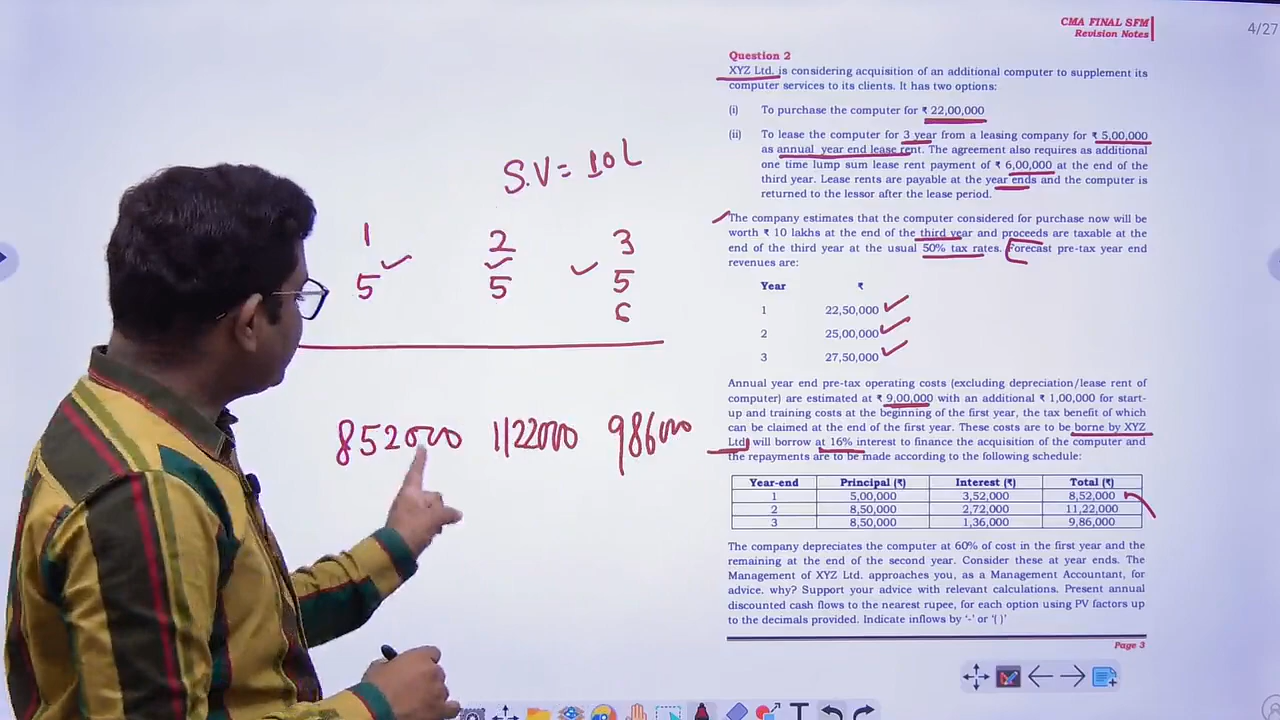 CMA FINAL SFM
Revision Notes
4/27
Question 2
XYZ Ltd. is considering acquisition of an additional computer to supplement its
computer services to its clients. It has two options:
(i) To purchase the computer for ₹ 22,00,000
(ii) To lease the computer for 3 year from a leasing company for ₹ 5,00,000
as annual year end lease rent. The agreement also requires as additional
one time lump sum lease rent payment of ₹ 6,00,000 at the end of the
third year. Lease rents are payable at the year ends and the computer is
returned to the lessor after the lease period.
The company estimates that the computer considered for purchase now will be
worth ₹ 10 lakhs at the end of the third year and proceeds are taxable at the
end of the third year at the usual 50% tax rates. Forecast pre-tax year end
revenues are:
Year ₹
1 22,50,000
2 25,00,000
3 27,50,000
Annual year end pre-tax operating costs (excluding depreciation/lease rent of
computer) are estimated at ₹ 9,00,000 with an additional ₹ 1,00,000 for start-
up and training costs at the beginning of the first year, the tax benefit of which
can be claimed at the end of the first year. These costs are to be borne by XYZ
Ltd will borrow at 16% interest to finance the acquisition of the computer and
the repayments are to be made according to the following schedule:
Year-end Principal (₹) Interest (₹) Total (₹)
1 5,00,000 3,52,000 8,52,000
2 8,50,000 2,72,000 11,22,000
3 8,50,000 1,36,000 9,86,000
The company depreciates the computer at 60% of cost in the first year and the
remaining at the end of the second year. Consider these at year ends. The
Management of XYZ Ltd. approaches you, as a Management Accountant, for
advice. why? Support your advice with relevant calculations. Present annual
discounted cash flows to the nearest rupee, for each option using PV factors up
to the decimals provided. Indicate inflows by '-' or '( )'
Page 3
S.V = 10 L
1 2 3
5 5 5
6
852000 1122000 986000